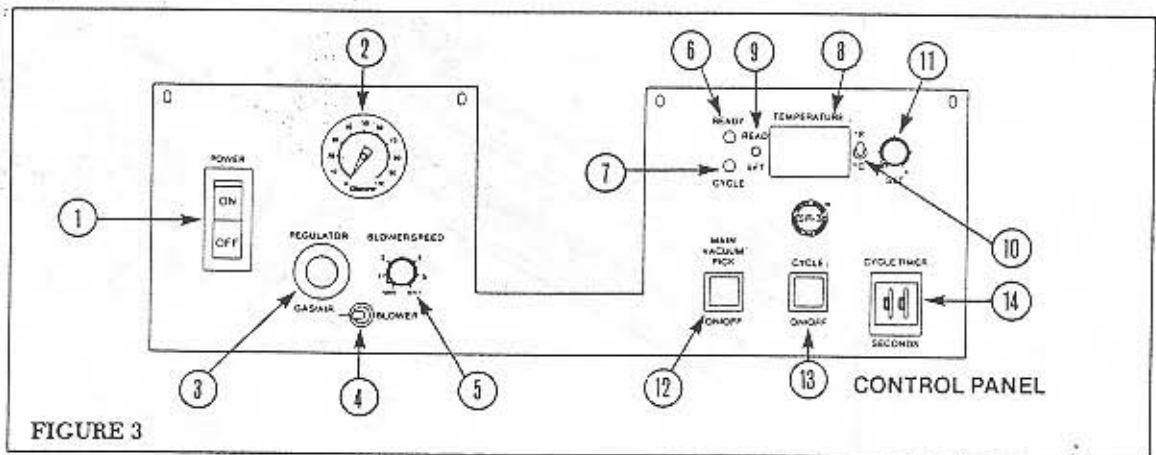 2
6
9
8
11
READY
TEMPERATURE
READ
°F
POWER
SET
°C
7
CYCLE
SET
1
ON
OFF
REGULATOR
BLOWER SPEED
MAIN
VACUUM
PICK
CYCLE
CYCLE TIMER
10
14
GAS/AIR
BLOWER
ON/OFF
ON/OFF
SECONDS
3
4
5
12
13
CONTROL PANEL
FIGURE 3